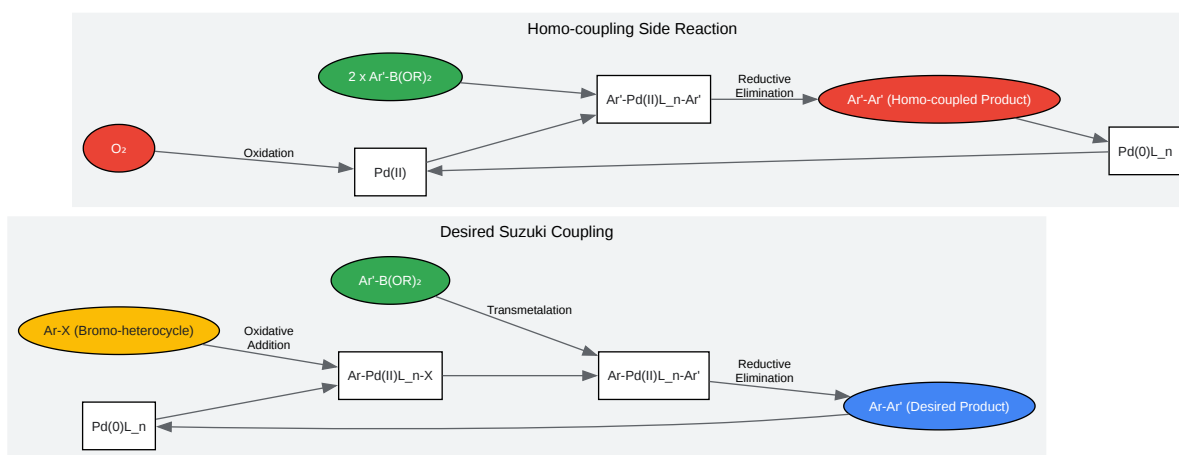 Homo-coupling Side Reaction
2 x Ar'-B(OR)₂
Ar'-Pd(II)L_n-Ar'
Reductive
Elimination
Ar'-Ar' (Homo-coupled Product)
O₂
Oxidation
Pd(II)
Pd(0)L_n
Desired Suzuki Coupling
Ar'-B(OR)₂
Transmetalation
Ar-X (Bromo-heterocycle)
Oxidative
Addition
Ar-Pd(II)L_n-X
Ar-Pd(II)L_n-Ar'
Reductive
Elimination
Ar-Ar' (Desired Product)
Pd(0)L_n